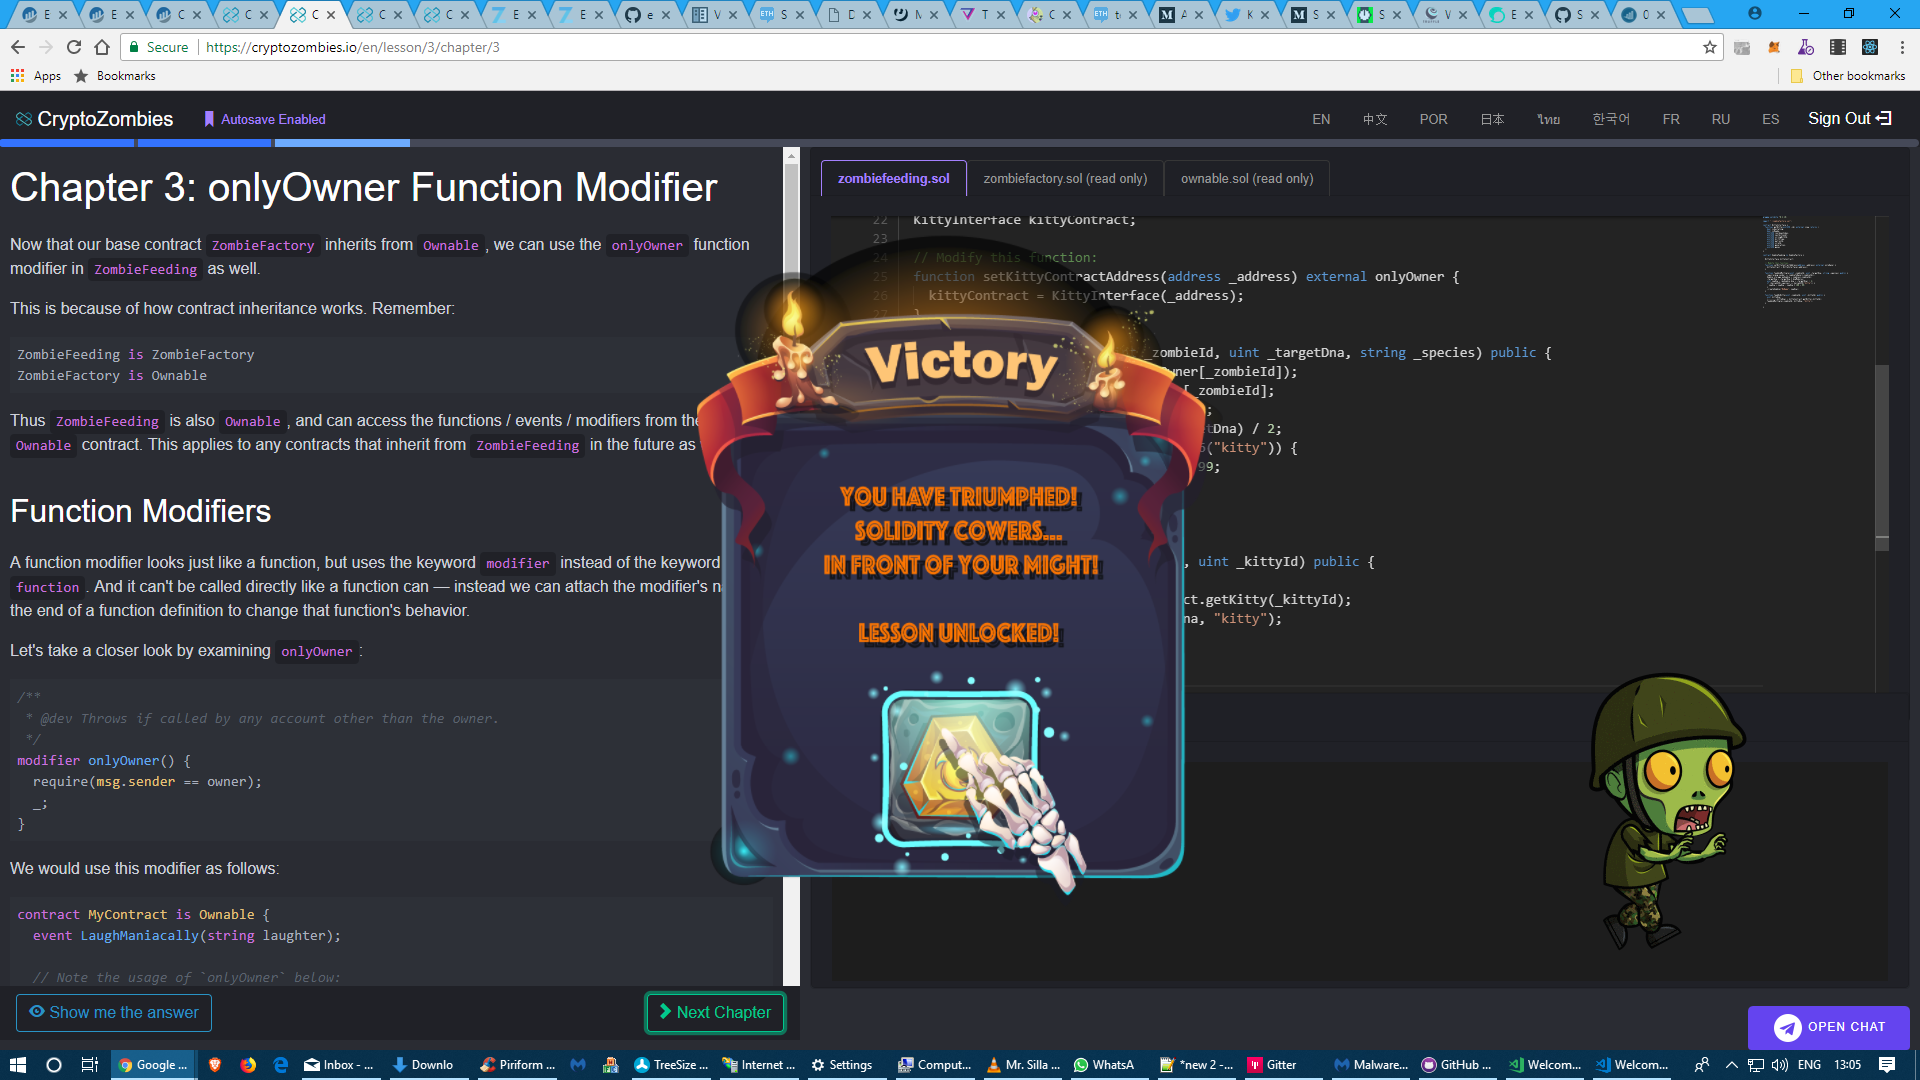 Secure
https://cryptozombies.io/en/lesson/3/chapter/3
Apps
Bookmarks
Other bookmarks
CryptoZombies
Autosave Enabled
EN
中文
POR
日本
ไทย
한국어
FR
RU
ES
Sign Out
Chapter 3: onlyOwner Function Modifier
Now that our base contract ZombieFactory inherits from Ownable, we can use the onlyOwner function
modifier in ZombieFeeding as well.
This is because of how contract inheritance works. Remember:
ZombieFeeding is ZombieFactory
ZombieFactory is Ownable
Thus ZombieFeeding is also Ownable, and can access the functions / events / modifiers from the
Ownable contract. This applies to any contracts that inherit from ZombieFeeding in the future as
Function Modifiers
A function modifier looks just like a function, but uses the keyword modifier instead of the keyword
function. And it can't be called directly like a function can — instead we can attach the modifier's n
the end of a function definition to change that function's behavior.
Let's take a closer look by examining onlyOwner:
/**
* @dev Throws if called by any account other than the owner.
*/
modifier onlyOwner() {
require(msg.sender == owner);
_;
}
We would use this modifier as follows:
contract MyContract is Ownable {
event LaughManiacally(string laughter);
// Note the usage of `onlyOwner` below:
Show me the answer
Next Chapter
zombiefeeding.sol
zombiefactory.sol (read only)
ownable.sol (read only)
22 KittyInterface kittyContract;
23
24 // Modify this function:
25 function setKittyContractAddress(address _address) external onlyOwner {
26 kittyContract = KittyInterface(_address);
27 }
_zombieId, uint _targetDna, string _species) public {
wner[_zombieId]);
[_zombieId];
;
tDna) / 2;
("kitty")) {
99;
, uint _kittyId) public {
ct.getKitty(_kittyId);
na, "kitty");
Victory
YOU HAVE TRIUMPHED!
SOLIDITY COWERS...
IN FRONT OF YOUR MIGHT!
LESSON UNLOCKED!
OPEN CHAT
Google ...
Inbox - ...
Downlo
Piriform ...
TreeSize ...
Internet ...
Settings
Comput...
Mr. Silla ...
WhatsA
*new 2 -...
Gitter
Malware...
GitHub ...
Welcom...
Welcom...
ENG
13:05